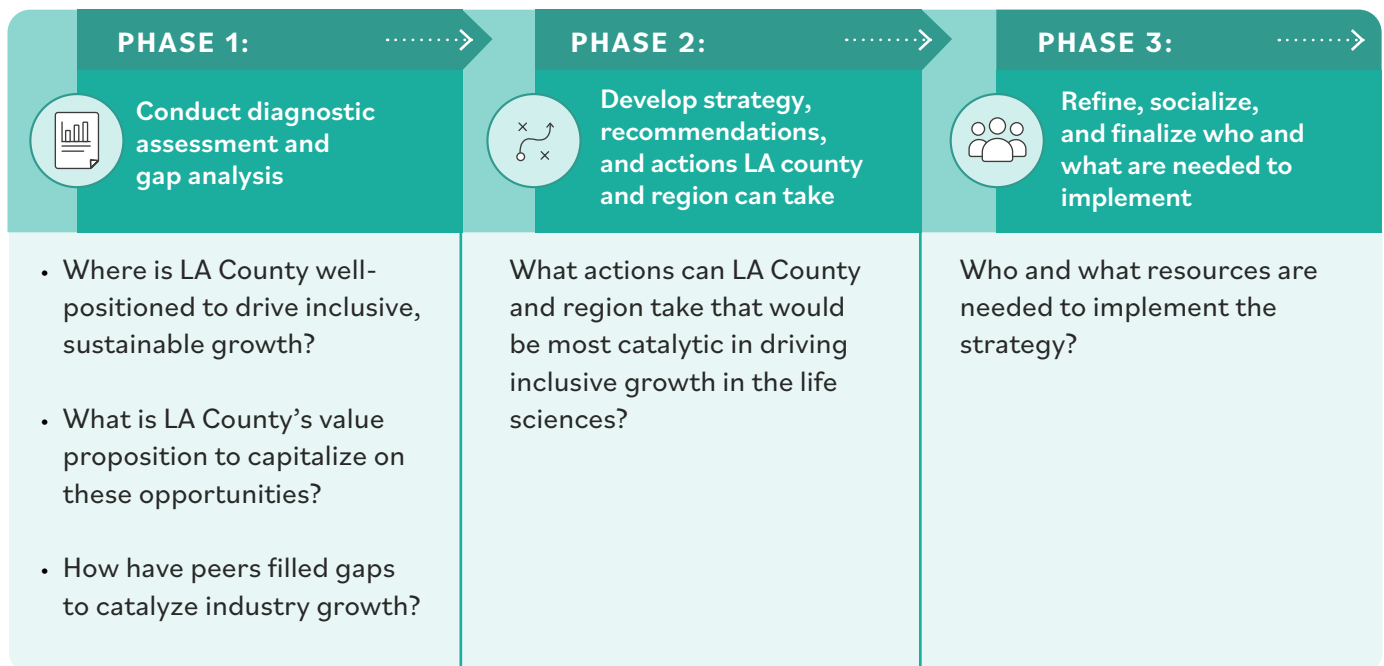 PHASE 1:
Conduct diagnostic
assessment and
gap analysis
• Where is LA County well-
positioned to drive inclusive,
sustainable growth?
• What is LA County’s value
proposition to capitalize on
these opportunities?
• How have peers filled gaps
to catalyze industry growth?
PHASE 2:
Develop strategy,
recommendations,
and actions LA county
and region can take
What actions can LA County
and region take that would
be most catalytic in driving
inclusive growth in the life
sciences?
PHASE 3:
Refine, socialize,
and finalize who and
what are needed to
implement
Who and what resources are
needed to implement the
strategy?